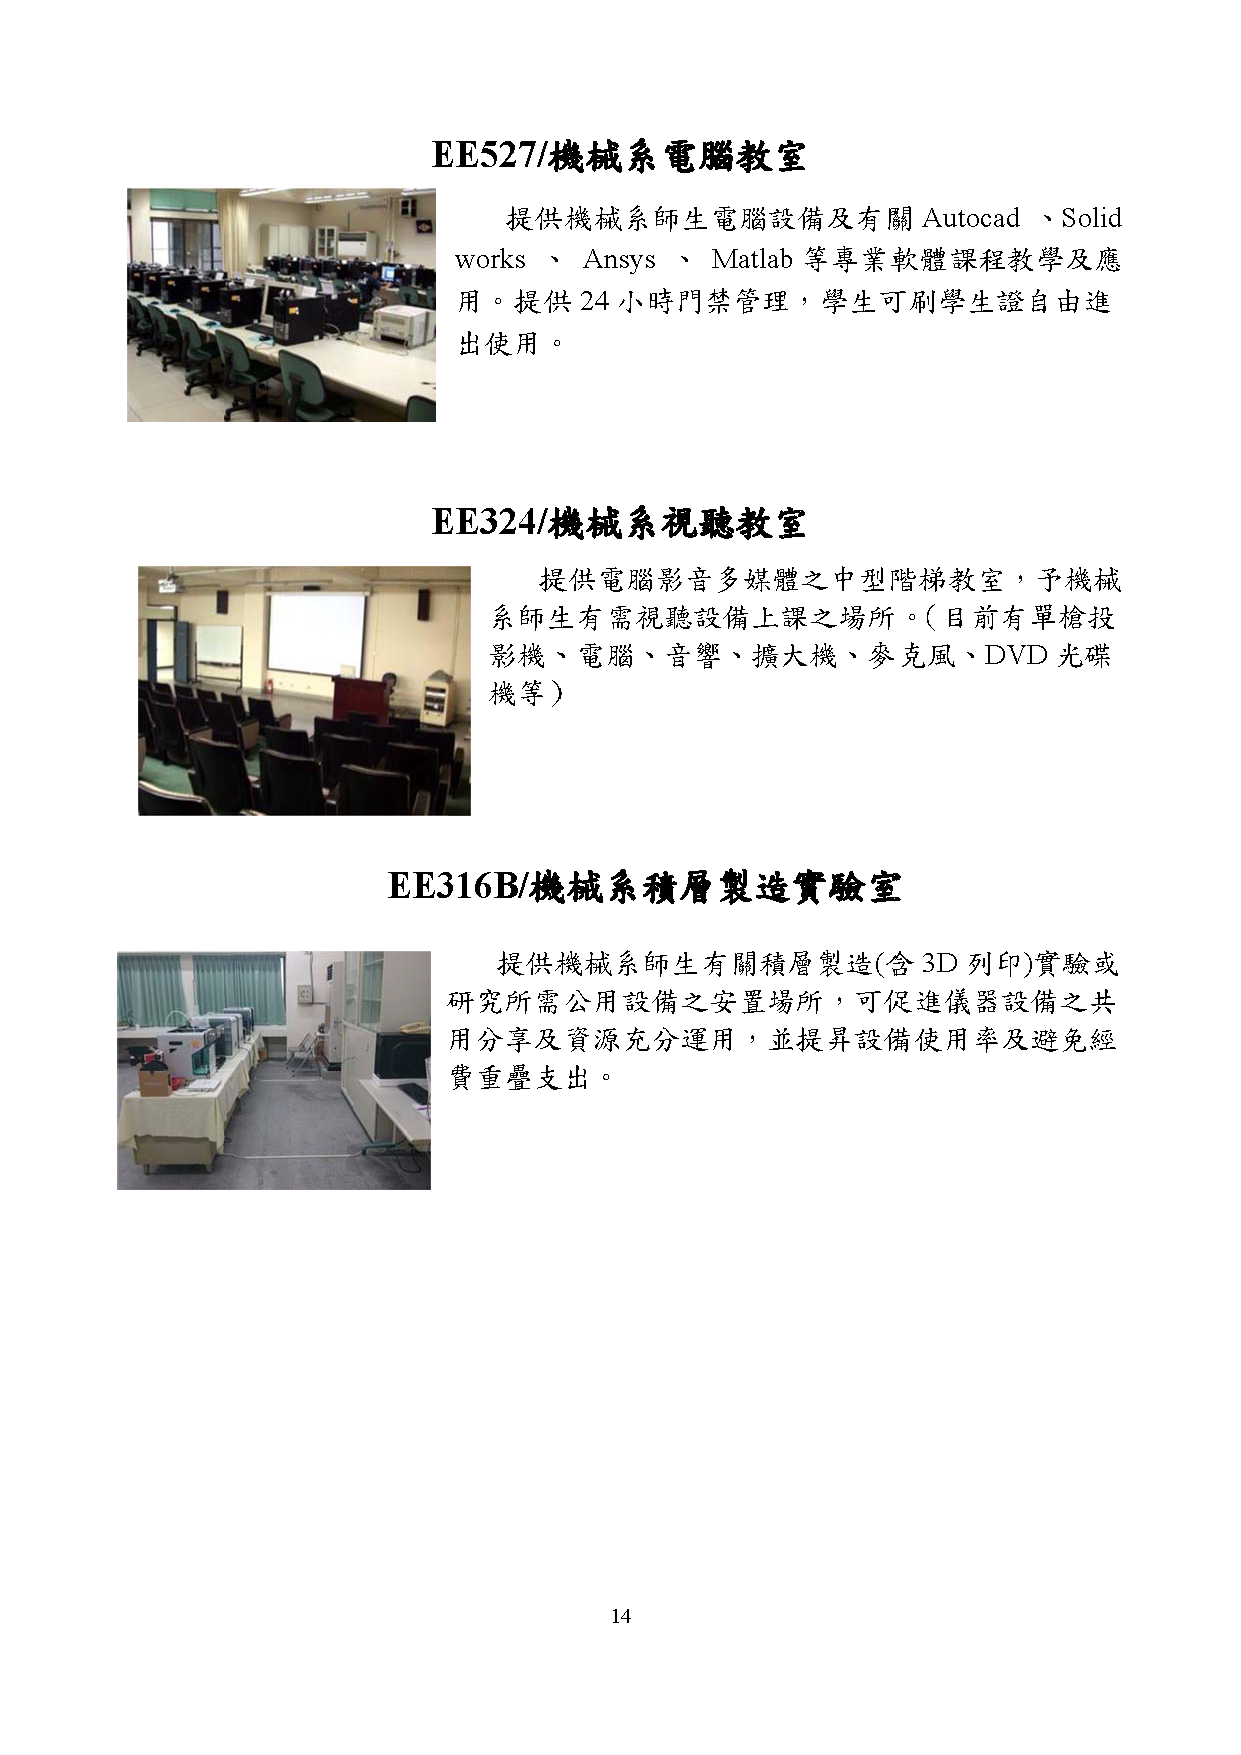 EE527/機械系電腦教室
提供機械系師生電腦設備及有關 Autocad 、Solid
works 、 Ansys 、 Matlab 等專業軟體課程教學及應
用。提供 24 小時門禁管理，學生可刷學生證自由進
出使用。
EE324/機械系視聽教室
提供電腦影音多媒體之中型階梯教室，予機械
系師生有需視聽設備上課之場所。（目前有單槍投
影機、電腦、音響、擴大機、麥克風、DVD 光碟
機等）
EE316B/機械系積層製造實驗室
提供機械系師生有關積層製造(含 3D 列印)實驗或
研究所需公用設備之安置場所，可促進儀器設備之共
用分享及資源充分運用，並提昇設備使用率及避免經
費重疊支出。
14